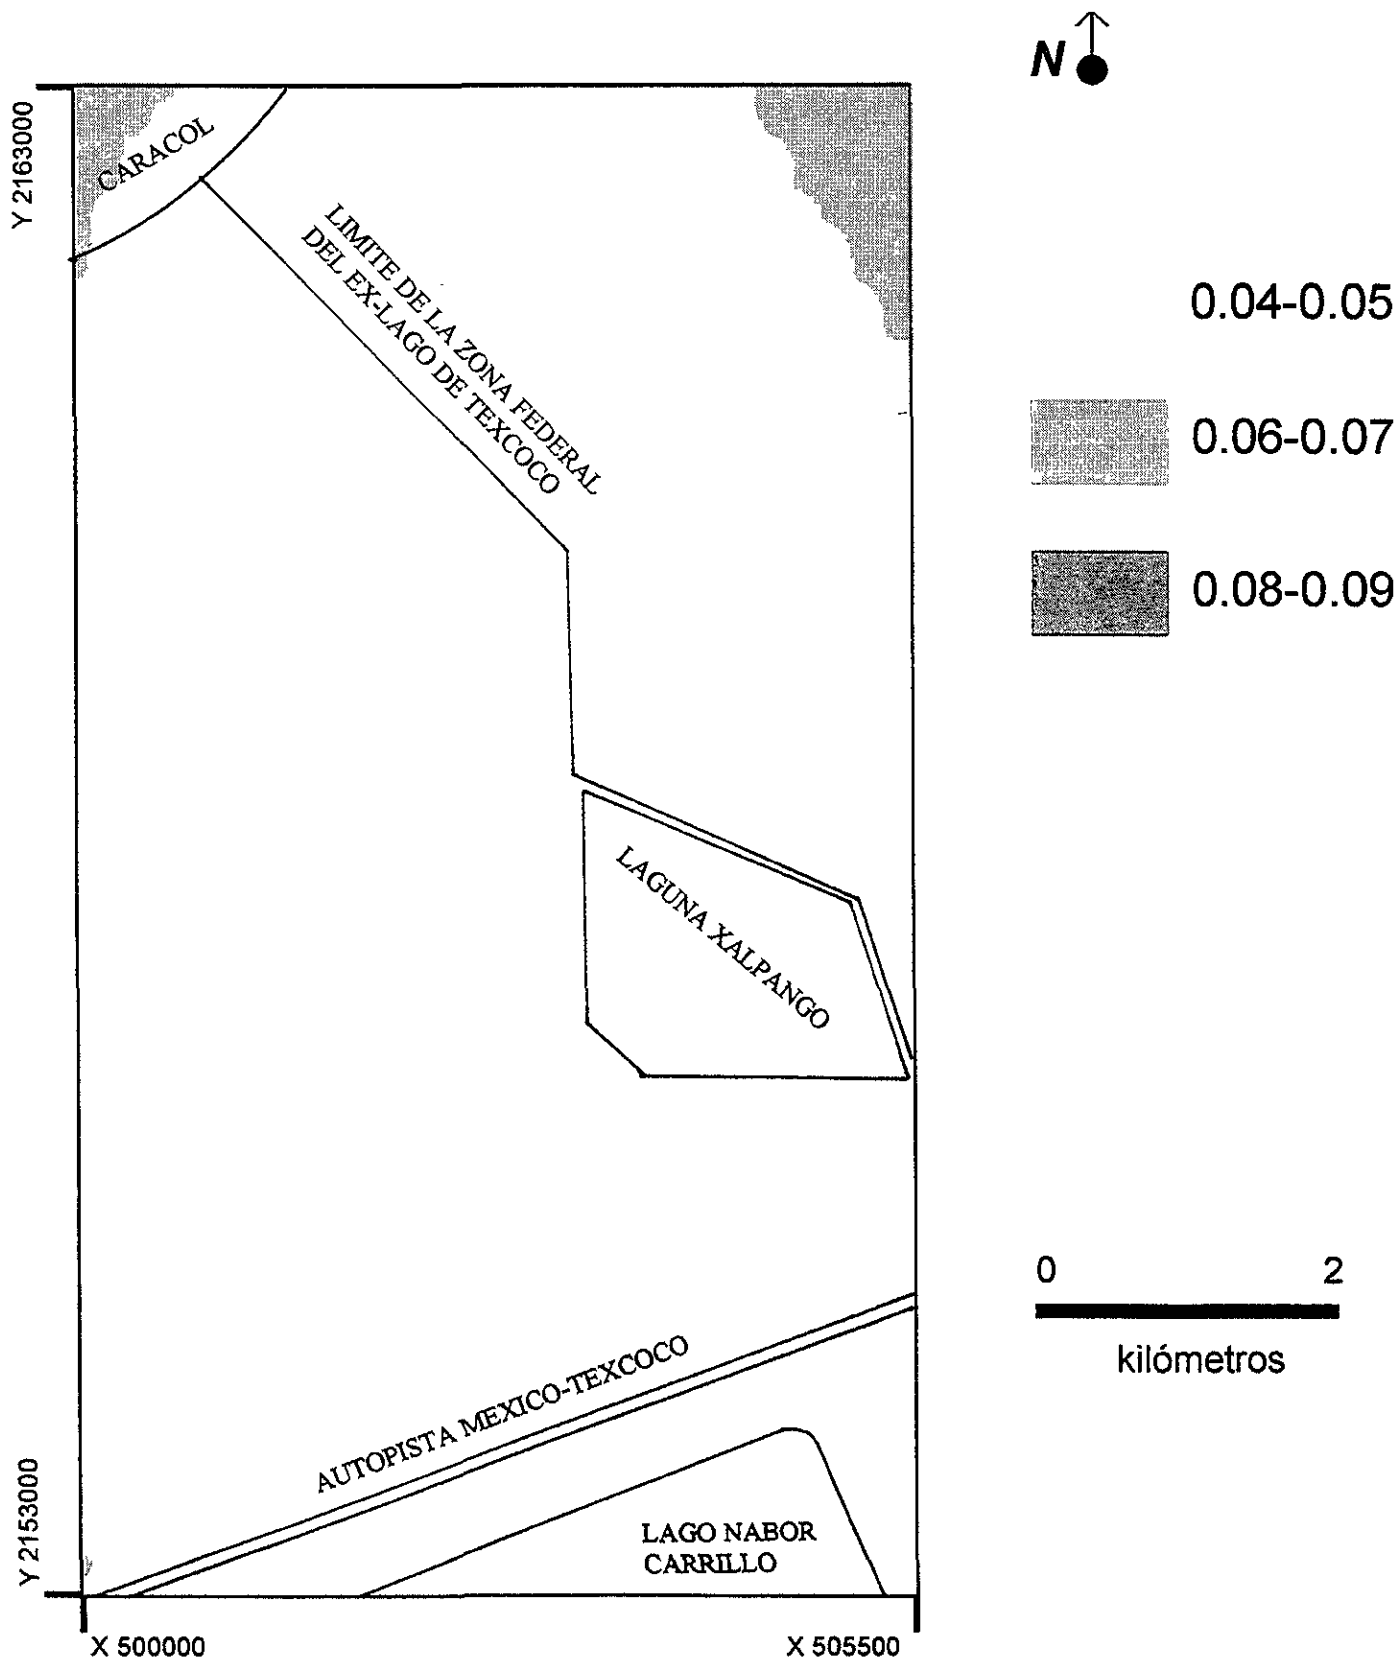 N
Y 2163000
CARACOL
LIMITE DE LA ZONA FEDERAL
DEL EX-LAGO DE TEXCOCO
0.04-0.05
0.06-0.07
0.08-0.09
LAGUNA XALPANGO
0 2
kilómetros
AUTOPISTA MEXICO-TEXCOCO
LAGO NABOR
CARRILLO
Y 2153000
X 500000
X 505500